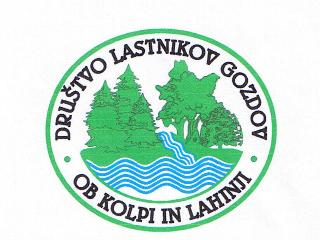 DRUŠTVO LASTNIKOV GOZDOV
OB KOLPI IN LAHINJI